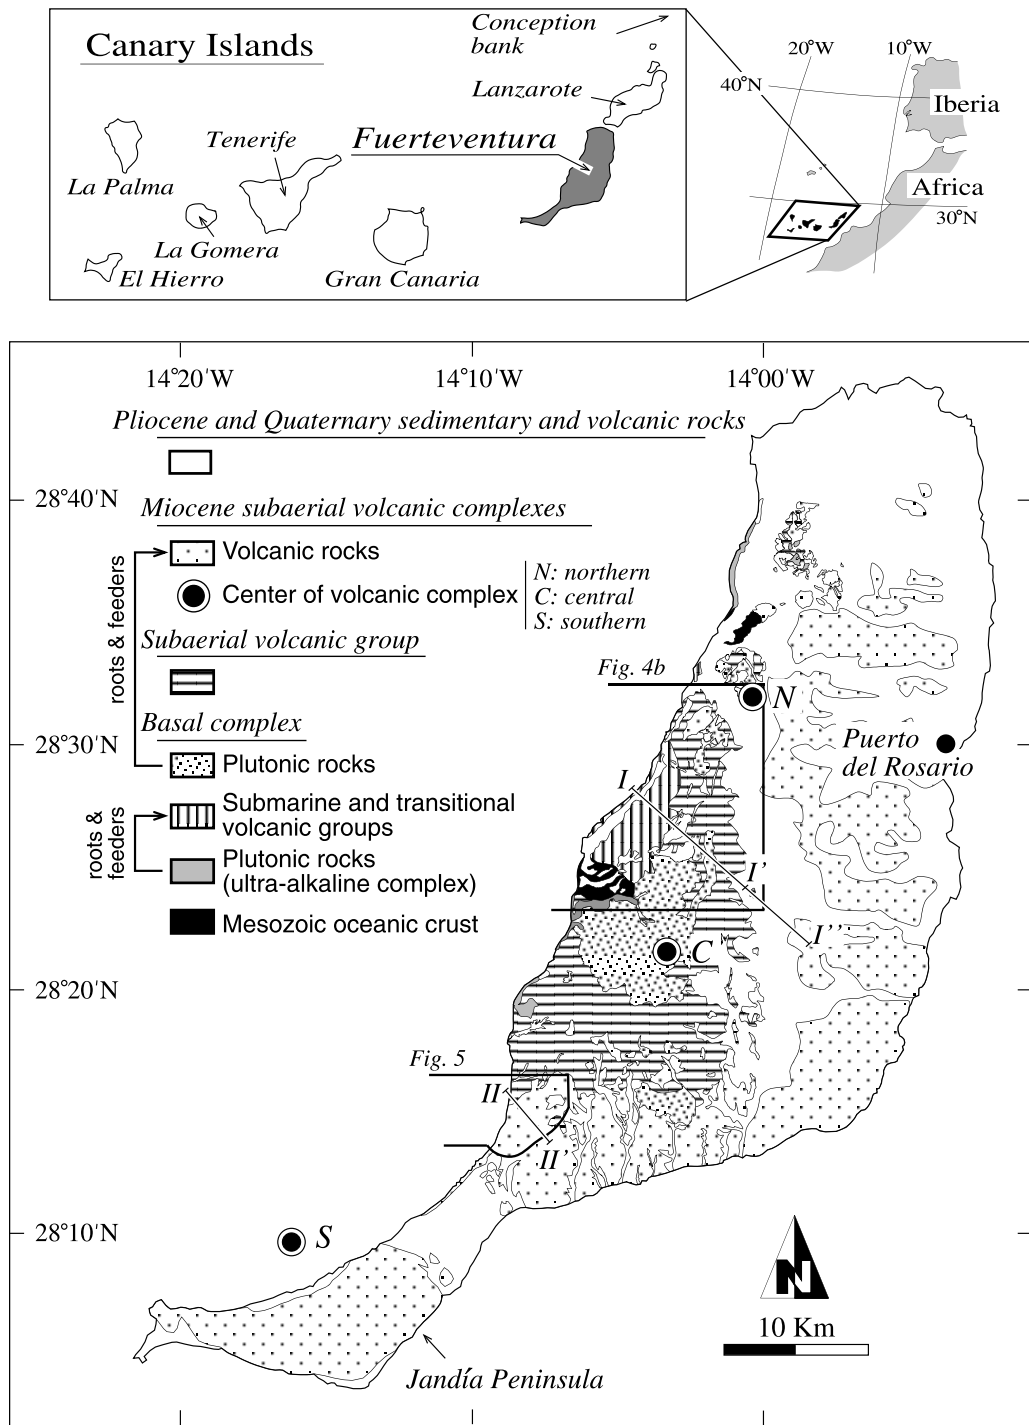 Canary Islands
Conception
bank
Lanzarote
Tenerife
Fuerteventura
La Palma
La Gomera
El Hierro
Gran Canaria
20°W
10°W
40°N
Iberia
Africa
30°N
14°20'W
14°10'W
14°00'W
Pliocene and Quaternary sedimentary and volcanic rocks
28°40'N
Miocene subaerial volcanic complexes
Volcanic rocks
Center of volcanic complex
N: northern
C: central
S: southern
roots & feeders
Subaerial volcanic group
Basal complex
Plutonic rocks
Submarine and transitional
volcanic groups
roots &
feeders
Plutonic rocks
(ultra-alkaline complex)
Mesozoic oceanic crust
Fig. 4b
N
28°30'N
Puerto
del Rosario
I
I'
I''
C
28°20'N
Fig. 5
II
II'
28°10'N
S
N
10 Km
Jandía Peninsula